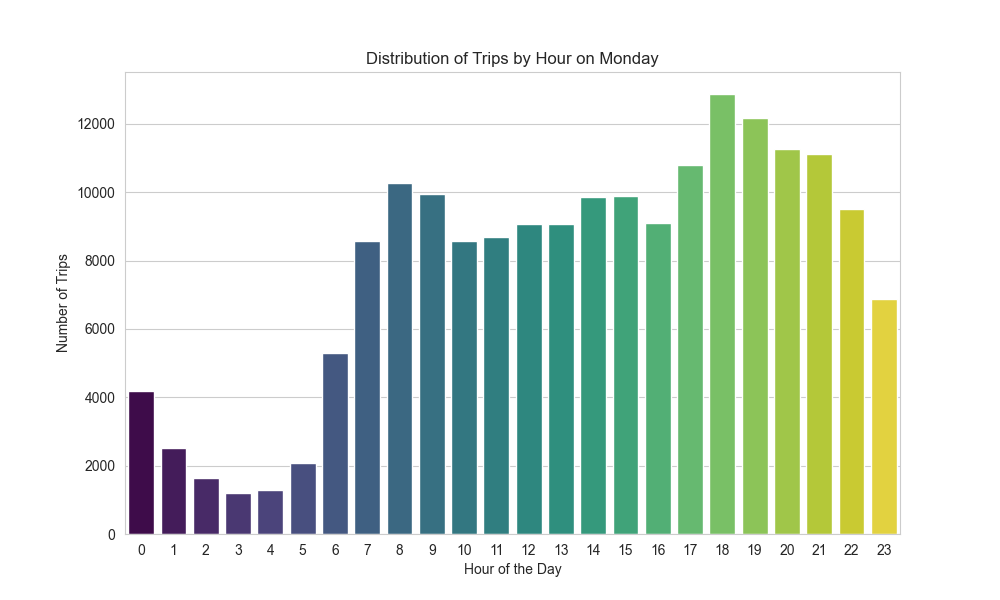 Distribution of Trips by Hour on Monday
Number of Trips
12000
10000
8000
6000
4000
2000
0
0 1 2 3 4 5 6 7 8 9 10 11 12 13 14 15 16 17 18 19 20 21 22 23
Hour of the Day